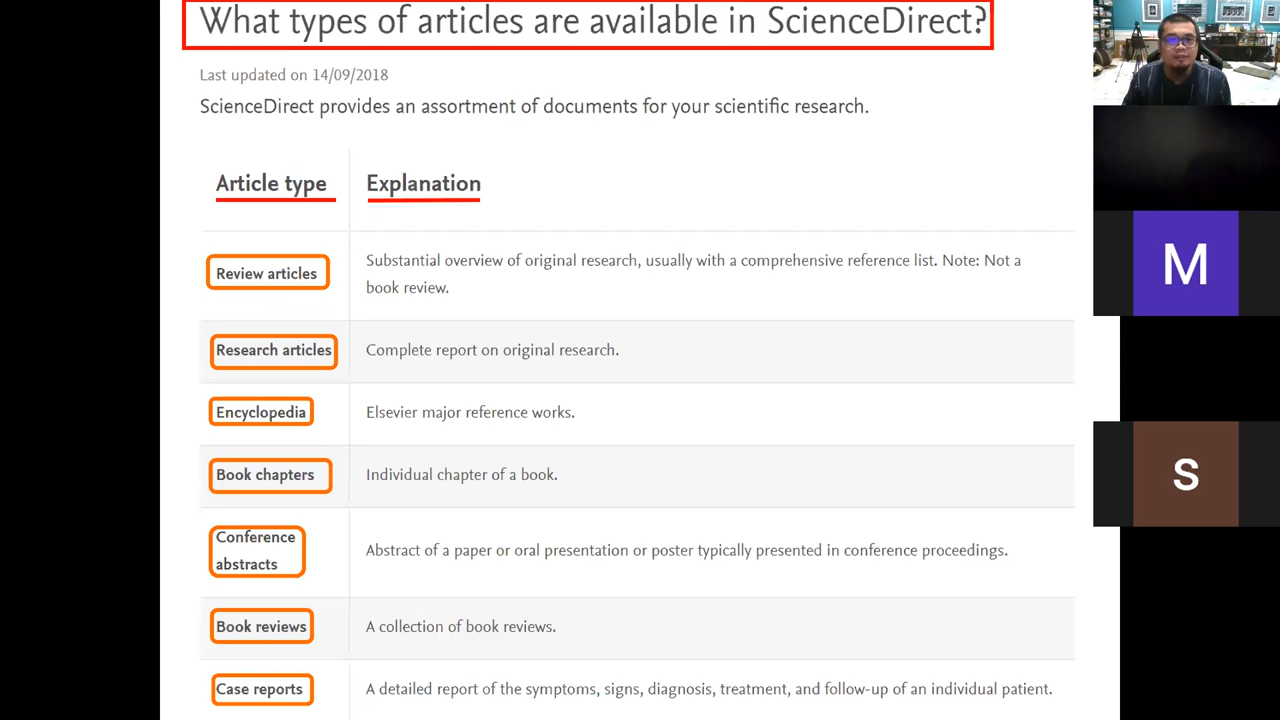 What types of articles are available in ScienceDirect?
Last updated on 14/09/2018
ScienceDirect provides an assortment of documents for your scientific research.
Article type
Explanation
Review articles
Substantial overview of original research, usually with a comprehensive reference list. Note: Not a
book review.
Research articles
Complete report on original research.
Encyclopedia
Elsevier major reference works.
Book chapters
Individual chapter of a book.
Conference
abstracts
Abstract of a paper or oral presentation or poster typically presented in conference proceedings.
Book reviews
A collection of book reviews.
Case reports
A detailed report of the symptoms, signs, diagnosis, treatment, and follow-up of an individual patient.
M
S